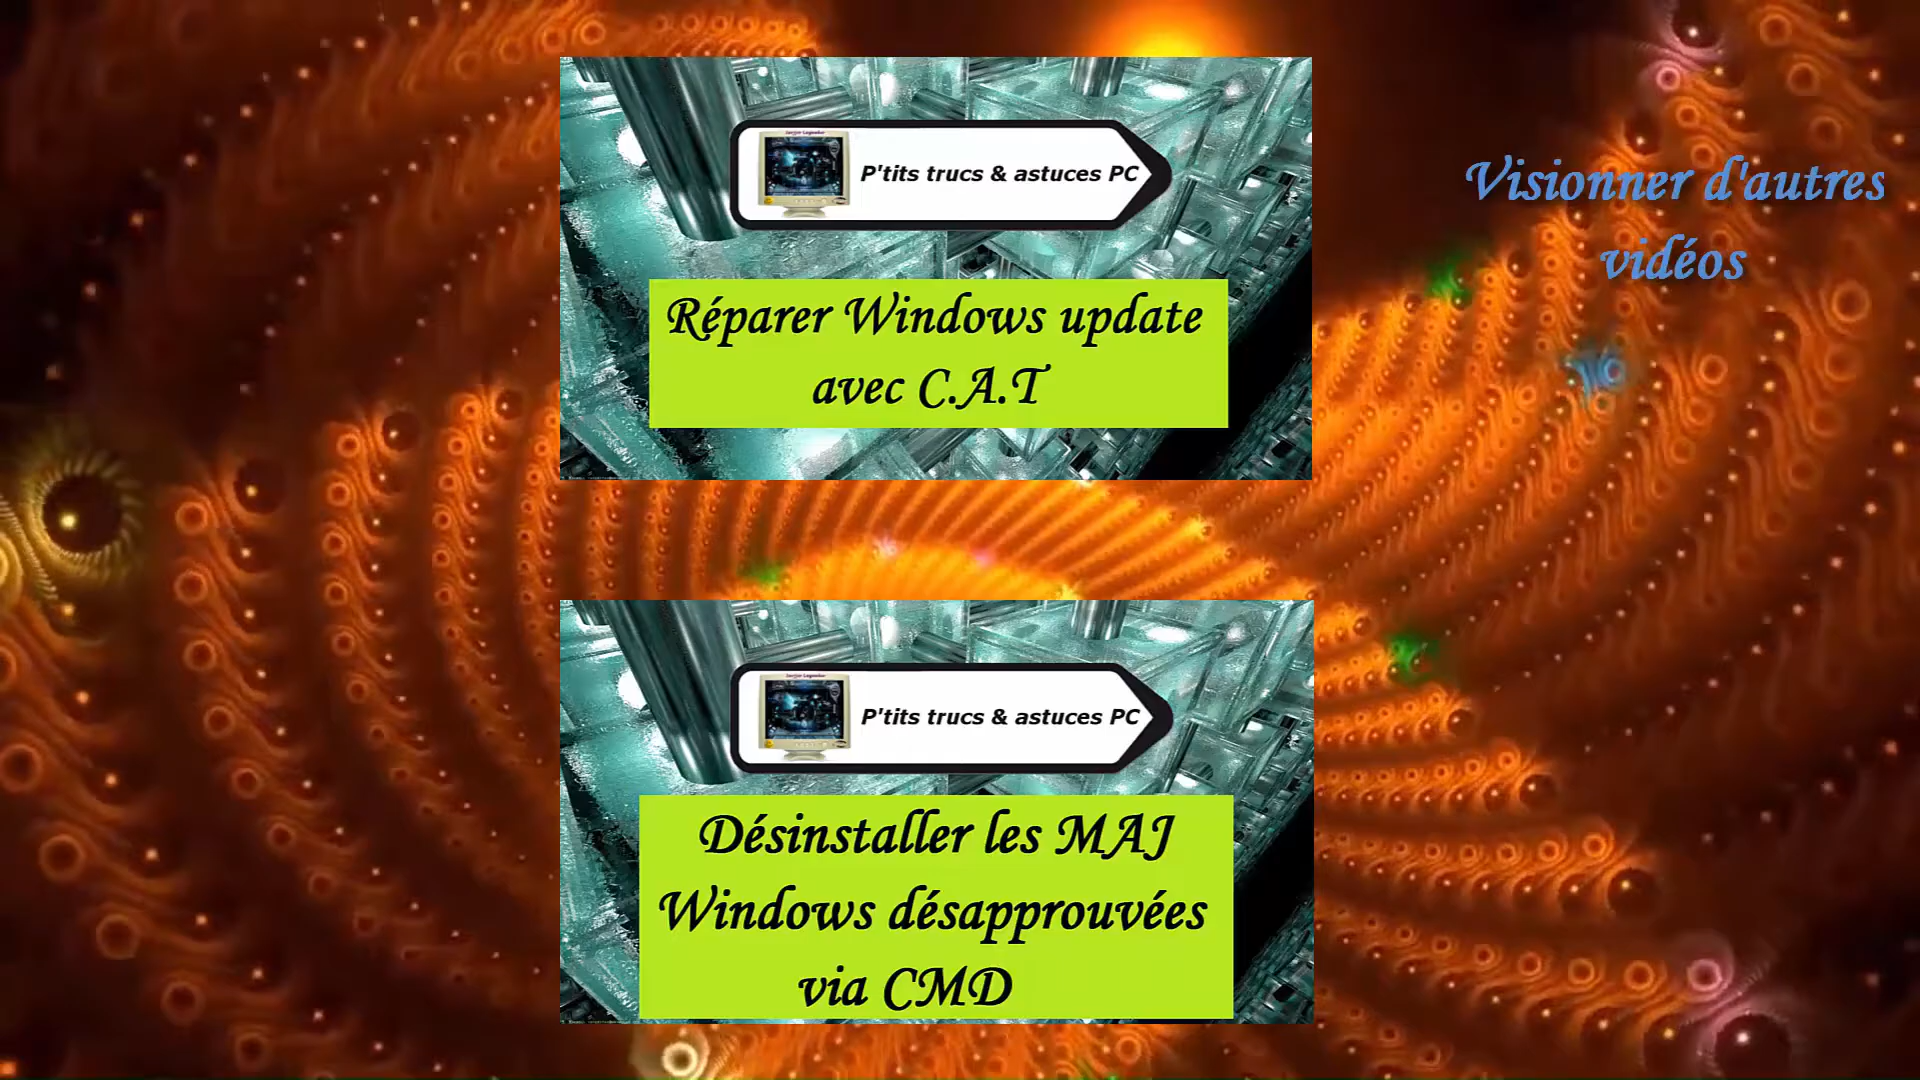 P'tits trucs & astuces PC
Réparer Windows update
avec C.A.T
Visionner d'autres
vidéos
P'tits trucs & astuces PC
Désinstaller les MAJ
Windows désapprouvées
via CMD